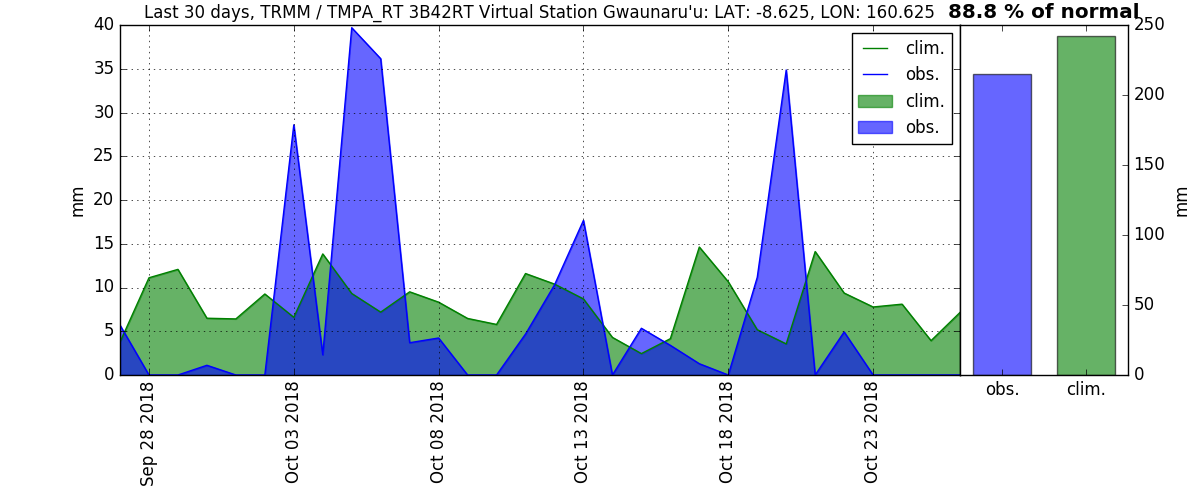 Last 30 days, TRMM / TMPA_RT 3B42RT Virtual Station Gwaunaru'u: LAT: -8.625, LON: 160.625
88.8 % of normal
mm
40
35
30
25
20
15
10
5
0
clim.
obs.
clim.
obs.
Sep 28 2018
Oct 03 2018
Oct 08 2018
Oct 13 2018
Oct 18 2018
Oct 23 2018
250
200
150
100
50
0
mm
obs.
clim.